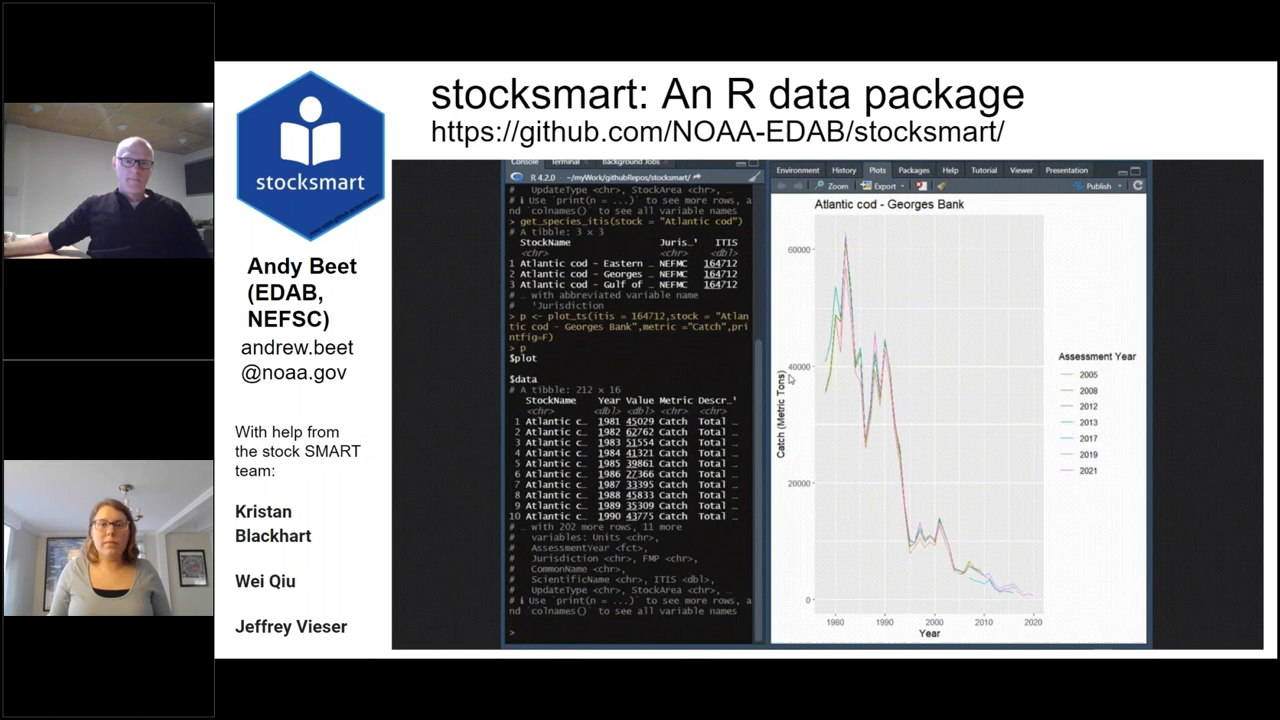 stocksmart: An R data package
https://github.com/NOAA-EDAB/stocksmart/
stocksmart
Andy Beet
(EDAB,
NEFSC)
andrew.beet
@noaa.gov
With help from
the stock SMART
team:
Kristan
Blackhart
Wei Qiu
Jeffrey Vieser
Console Terminal Background Jobs
R 4.2.0 · ~/myWork/githubRepos/stocksmart/
# UpdateType <chr>, StockArea <chr>, …
# ℹ Use `print(n = ...)` to see more rows, a
nd `colnames()` to see all variable names
> get_species_itis(stock = "Atlantic cod")
# A tibble: 3 x 3
StockName Juris…¹ ITIS
<chr> <chr> <dbl>
1 Atlantic cod - Eastern … NEFMC 164712
2 Atlantic cod - Georges … NEFMC 164712
3 Atlantic cod - Gulf of … NEFMC 164712
# … with abbreviated variable name
# ¹Jurisdiction
> p <- plot_ts(itis = 164712,stock = "Atlan
tic cod - Georges Bank",metric ="Catch",pri
ntfig=F)
> p
$plot
$data
# A tibble: 212 x 16
StockName Year Value Metric Descr…¹
<chr> <dbl> <dbl> <chr> <chr>
1 Atlantic c… 1981 45029 Catch Total …
2 Atlantic c… 1982 62762 Catch Total …
3 Atlantic c… 1983 51554 Catch Total …
4 Atlantic c… 1984 41321 Catch Total …
5 Atlantic c… 1985 39861 Catch Total …
6 Atlantic c… 1986 27366 Catch Total …
7 Atlantic c… 1987 33395 Catch Total …
8 Atlantic c… 1988 45833 Catch Total …
9 Atlantic c… 1989 35309 Catch Total …
10 Atlantic c… 1990 43775 Catch Total …
# … with 202 more rows, 11 more
# variables: Units <chr>,
# AssessmentYear <fct>,
# Jurisdiction <chr>, FMP <chr>,
# CommonName <chr>,
# ScientificName <chr>, ITIS <dbl>,
# UpdateType <chr>, StockArea <chr>, …
# ℹ Use `print(n = ...)` to see more rows, a
nd `colnames()` to see all variable names
>
Environment History Plots Packages Help Tutorial Viewer Presentation
Zoom Export Publish
Atlantic cod - Georges Bank
60000
40000
20000
0
Catch (Metric Tons)
1980 1990 2000 2010 2020
Year
Assessment Year
2005
2008
2012
2013
2017
2019
2021